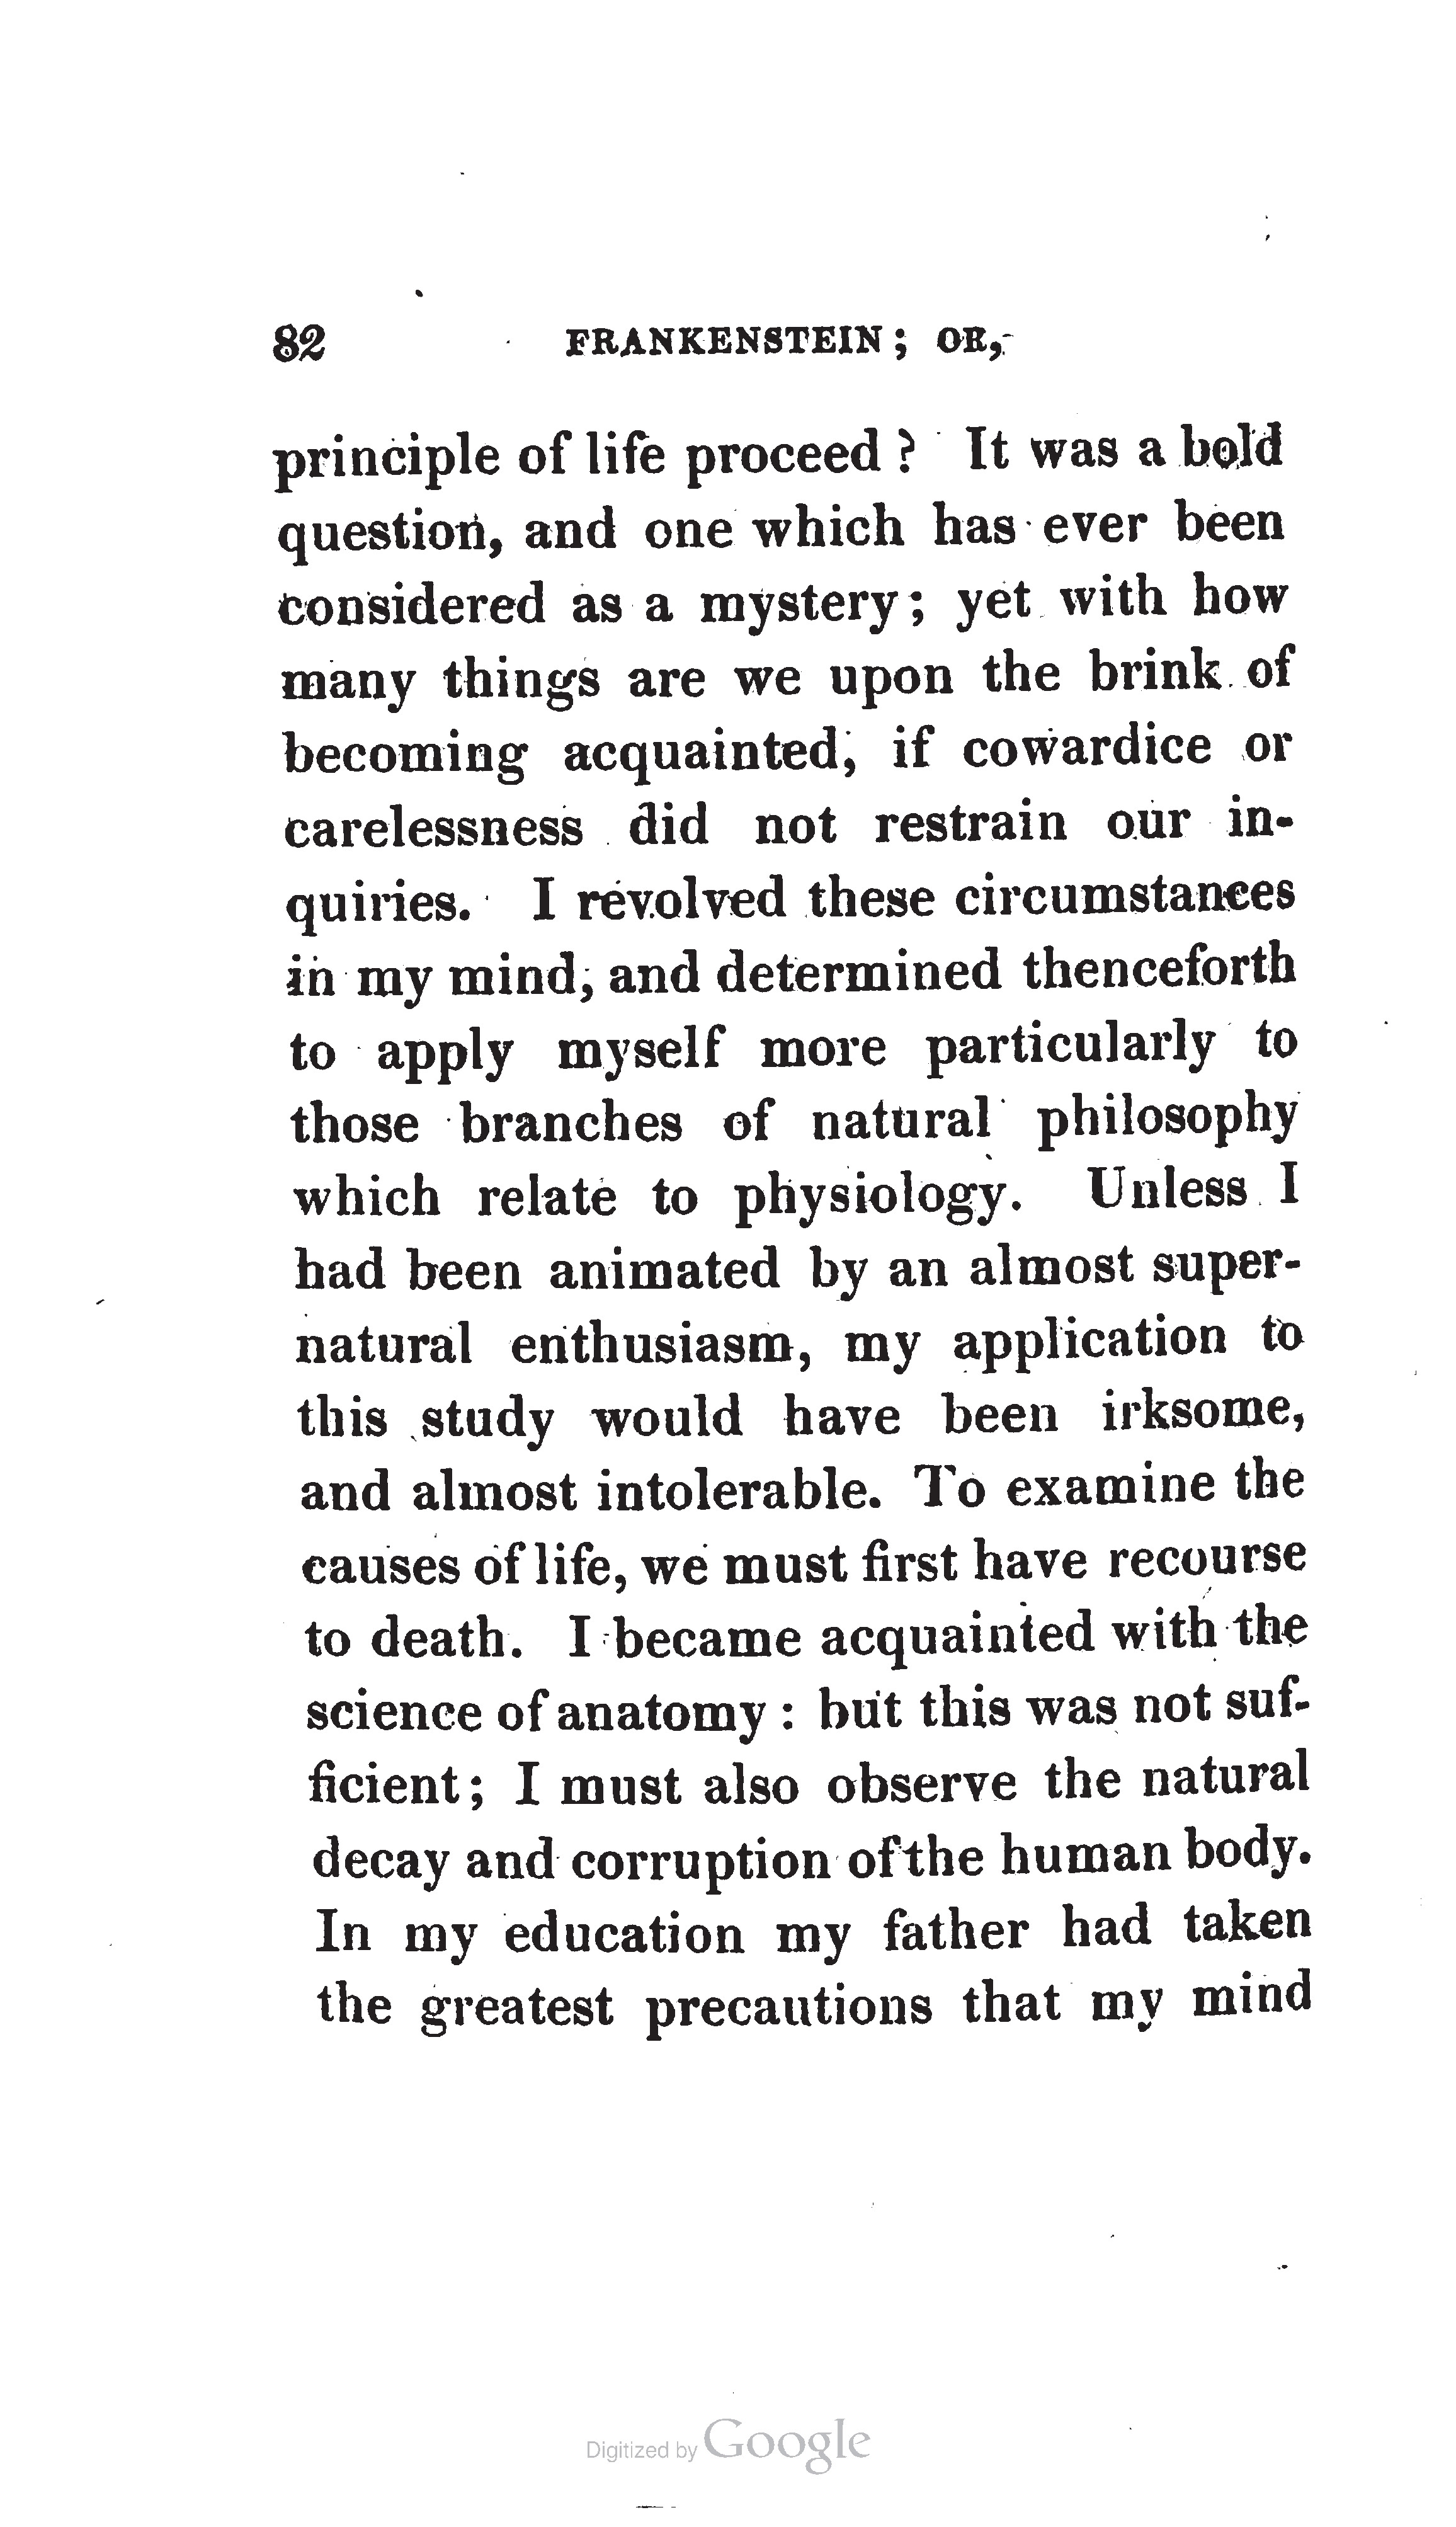 82 FRANKENSTEIN; OR,
principle of life proceed? It was a bold
question, and one which has ever been
considered as a mystery; yet with how
many things are we upon the brink of
becoming acquainted, if cowardice or
carelessness did not restrain our in-
quiries. I revolved these circumstances
in my mind, and determined thenceforth
to apply myself more particularly to
those branches of natural philosophy
which relate to physiology. Unless I
had been animated by an almost super-
natural enthusiasm, my application to
this study would have been irksome,
and almost intolerable. To examine the
causes of life, we must first have recourse
to death. I became acquainted with the
science of anatomy: but this was not suf-
ficient; I must also observe the natural
decay and corruption of the human body.
In my education my father had taken
the greatest precautions that my mind
Digitized by Google